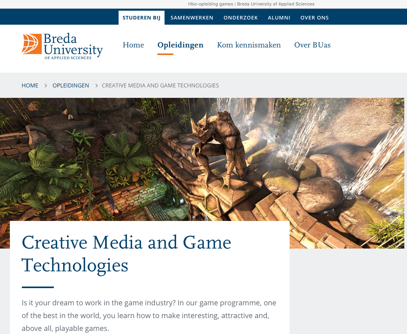 Hbo-opleiding games | Breda University of Applied Sciences
STUDEREN BIJ SAMENWERKEN ONDERZOEK ALUMNI OVER ONS
Breda
University
OF APPLIED SCIENCES
Home Opleidingen Kom kennismaken Over BUas
HOME > OPLEIDINGEN > CREATIVE MEDIA AND GAME TECHNOLOGIES
Creative Media and Game
Technologies
Is it your dream to work in the game industry? In our game programme, one
of the best in the world, you learn how to make interesting, attractive and,
above all, playable games.